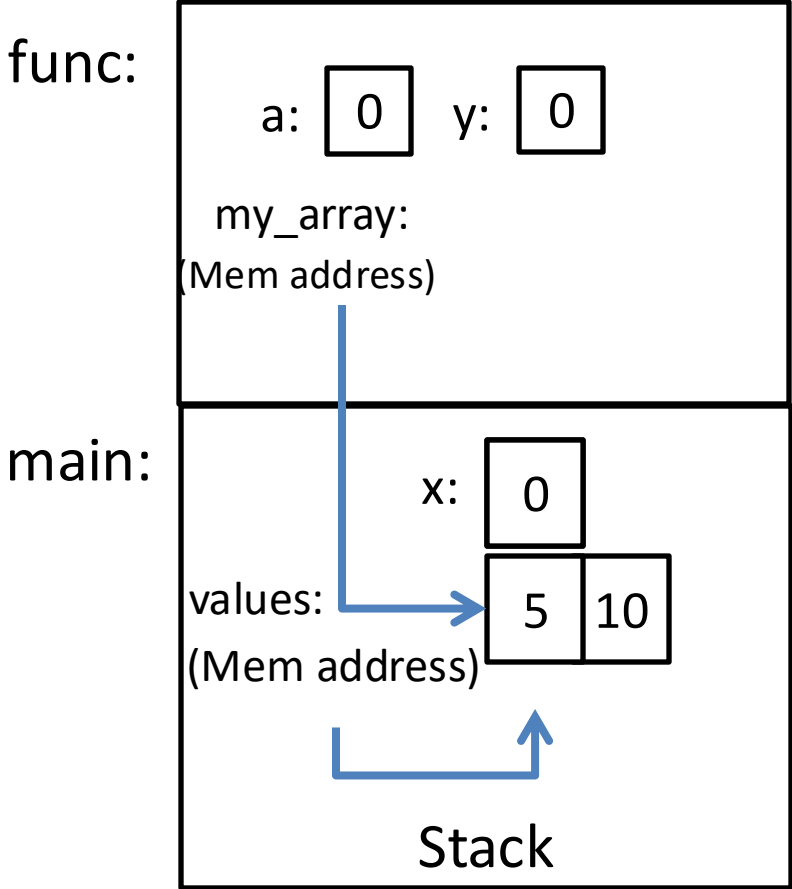 func:
a: 0 y: 0
my_array:
(Mem address)
main:
x: 0
values: 5 10
(Mem address)
Stack